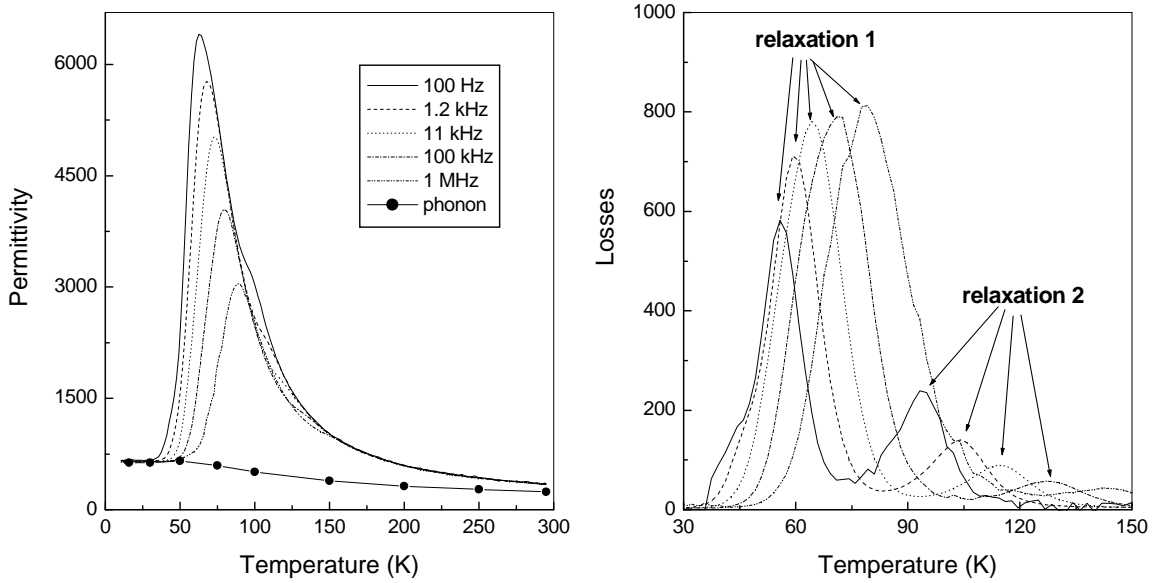 Permittivity
6000
4500
3000
1500
0
0 50 100 150 200 250 300
Temperature (K)
100 Hz
1.2 kHz
11 kHz
100 kHz
1 MHz
phonon
Losses
1000
800
600
400
200
0
30 60 90 120 150
Temperature (K)
relaxation 1
relaxation 2